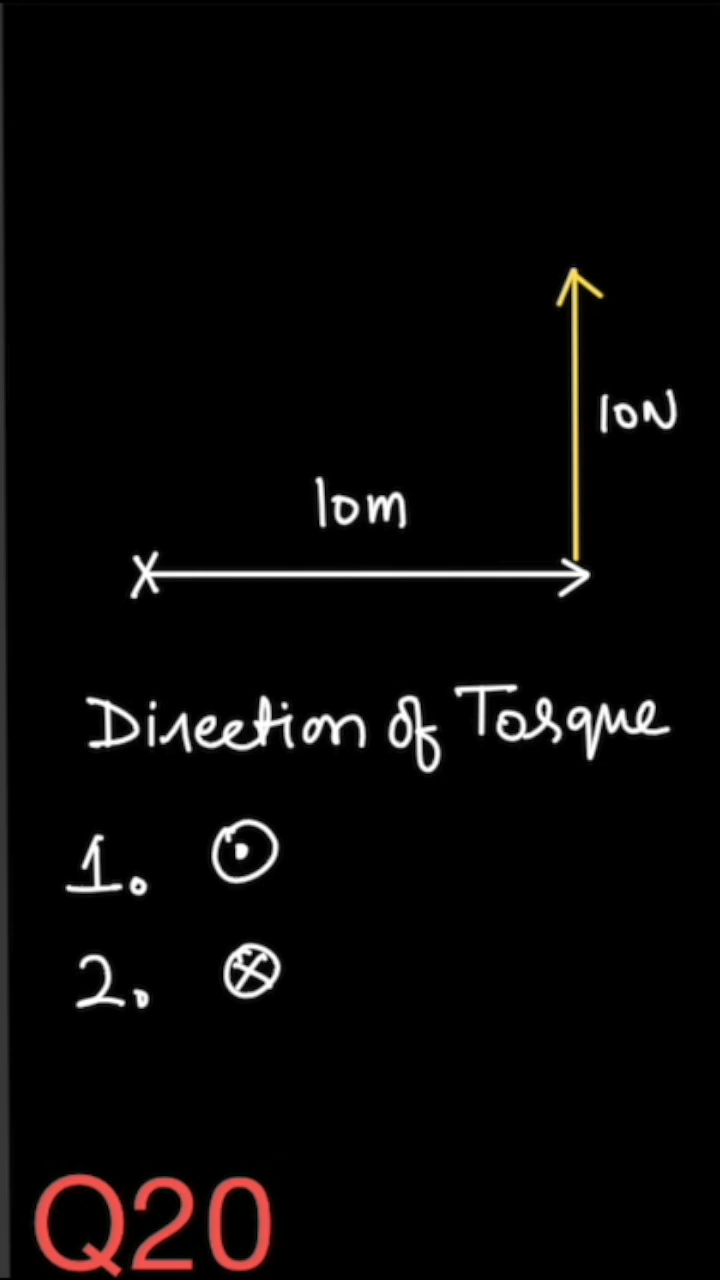 10N
10m
X
Direction of Torque
1. ⊙
2. ⊗
Q20